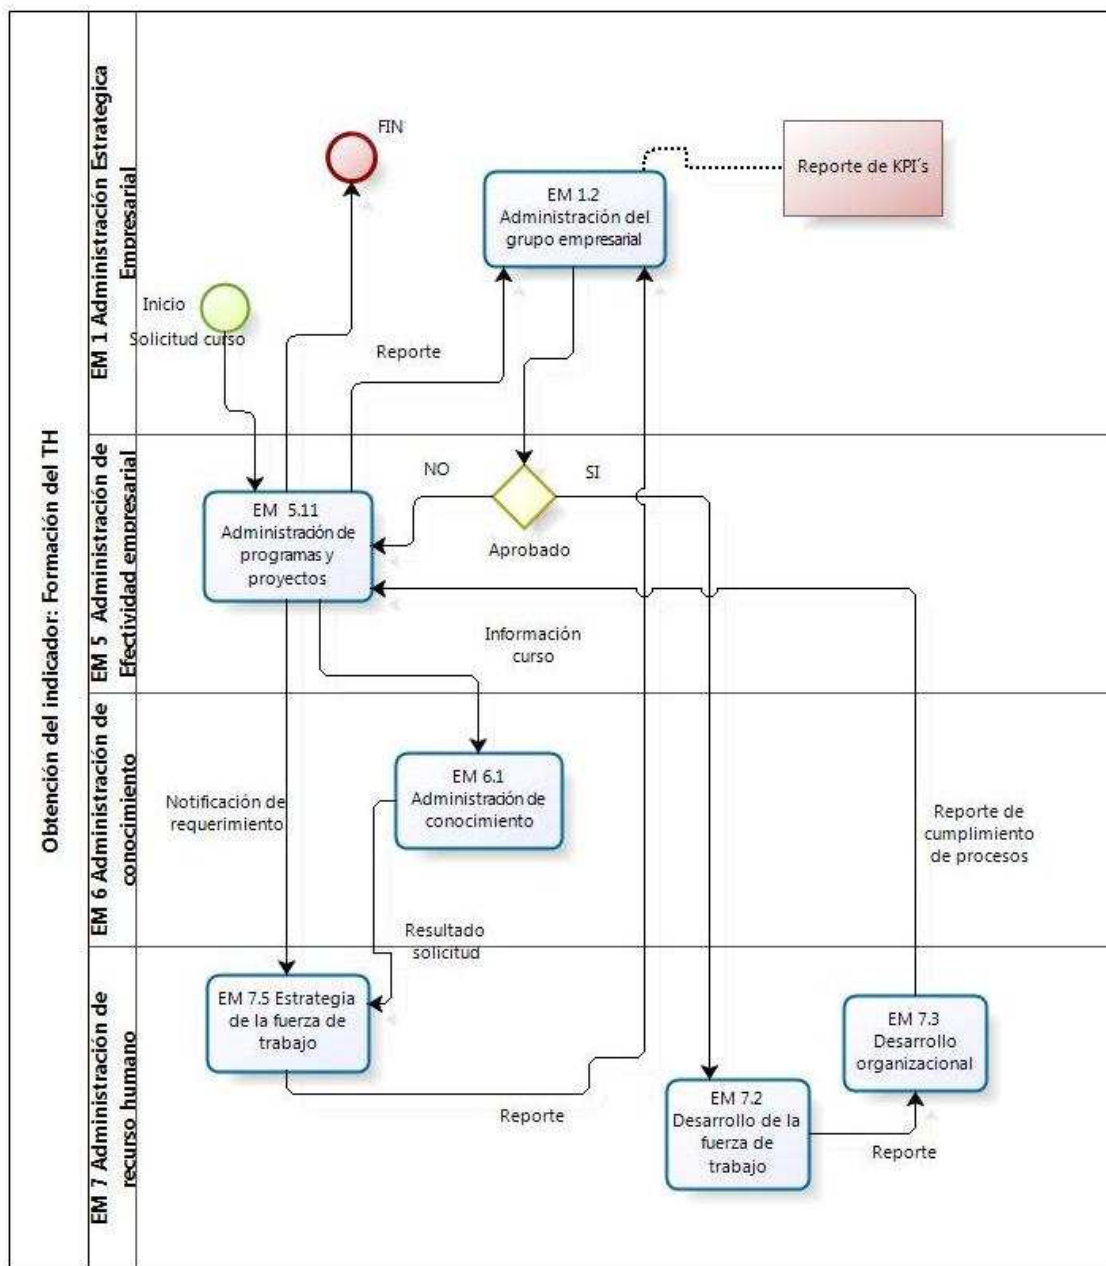 Obtención del indicador: Formación del TH
EM 1 Administración Estrategica
Empresarial
FIN
EM 1.2
Administración del
grupo empresarial
Reporte de KPI´s
Inicio
Solicitud curso
Reporte
EM 5 Administración de
Efectividad empresarial
NO
SI
EM 5.11
Administración de
programas y
proyectos
Aprobado
Información
curso
EM 6 Administración de
conocimiento
EM 6.1
Administración de
conocimiento
Notificación de
requerimiento
Reporte de
cumplimiento
de procesos
Resultado
solicitud
EM 7 Administración de
recurso humano
EM 7.5 Estrategia
de la fuerza de
trabajo
EM 7.3
Desarrollo
organizacional
EM 7.2
Desarrollo de la
fuerza de
trabajo
Reporte
Reporte